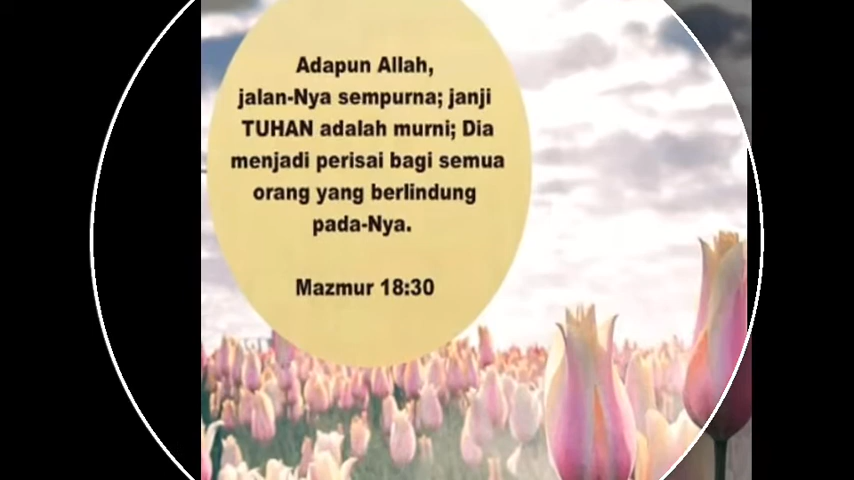 Adapun Allah,
jalan-Nya sempurna; janji
TUHAN adalah murni; Dia
menjadi perisai bagi semua
orang yang berlindung
pada-Nya.
Mazmur 18:30